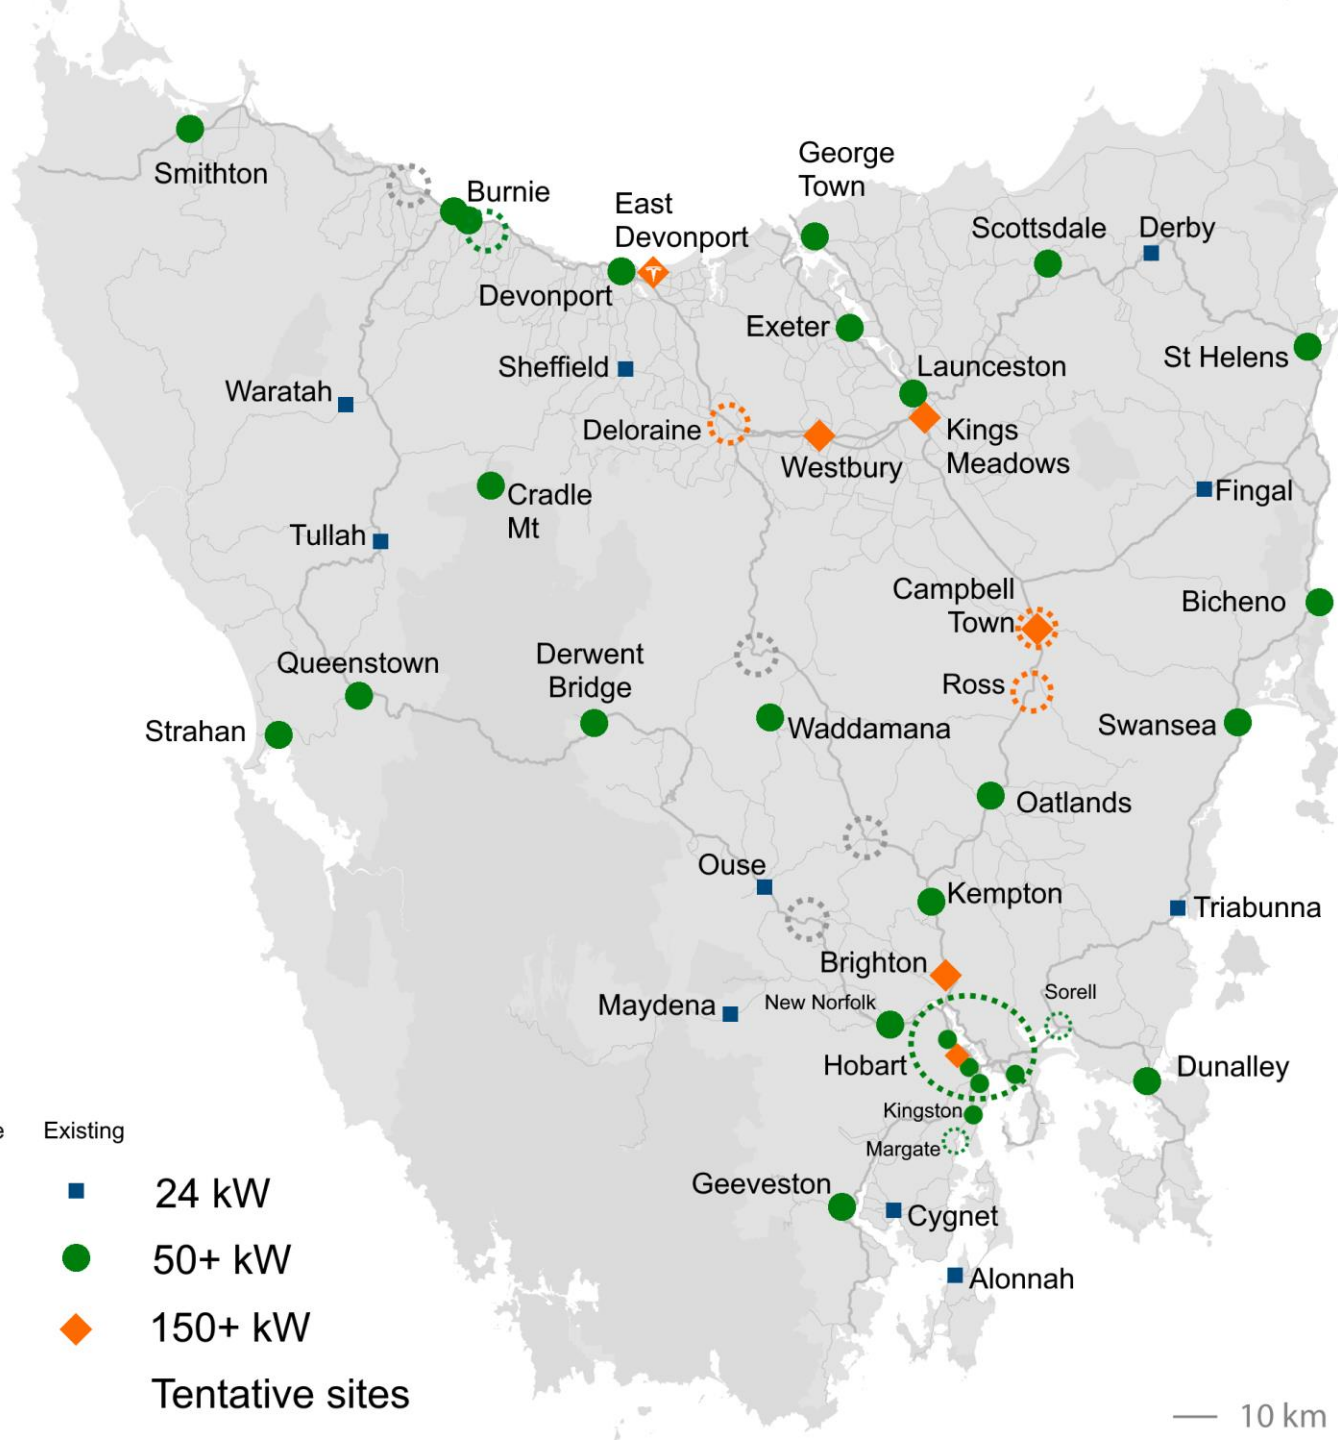 George
Town
Smithton
Burnie
East
Devonport
Scottsdale
Derby
Devonport
Exeter
Sheffield
Launceston
St Helens
Waratah
Deloraine
Kings
Meadows
Westbury
Cradle
Mt
Fingal
Tullah
Campbell
Town
Bicheno
Queenstown
Derwent
Bridge
Ross
Strahan
Waddamana
Swansea
Oatlands
Ouse
Kempton
Triabunna
Brighton
Sorell
Maydena
New Norfolk
Hobart
Dunalley
Kingston
Margate
Geeveston
Cygnet
Alonnah
e Existing
24 kW
50+ kW
150+ kW
Tentative sites
10 km